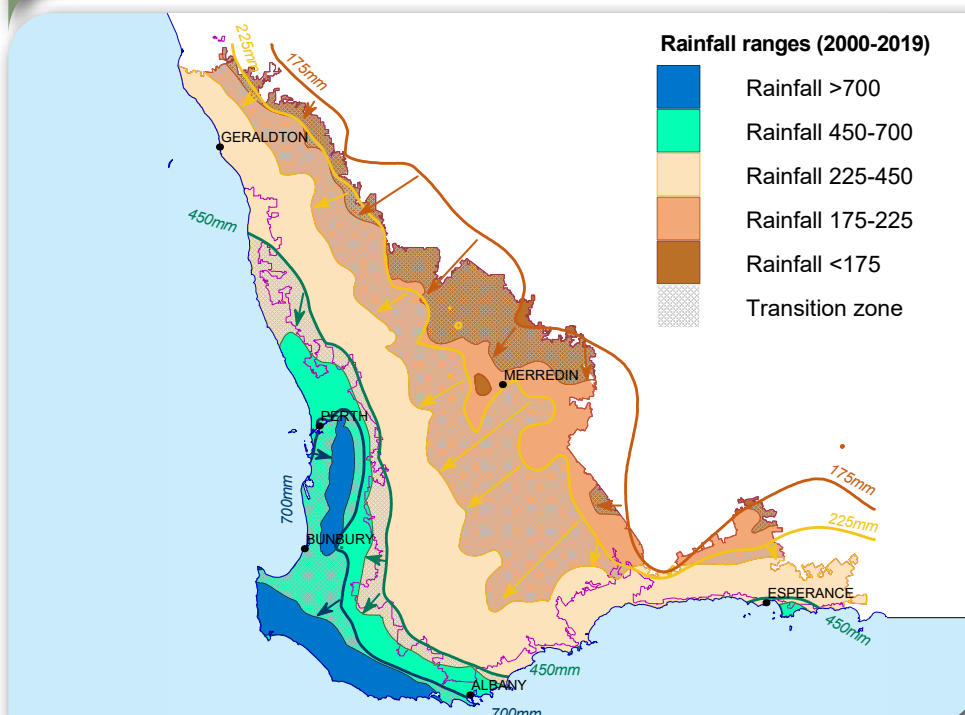 Rainfall ranges (2000-2019)
Rainfall >700
Rainfall 450-700
Rainfall 225-450
Rainfall 175-225
Rainfall <175
Transition zone
225mm
175mm
GERALDTON
450mm
MERREDIN
PERTH
175mm
700mm
225mm
BUNBURY
ESPERANCE
450mm
450mm
ALBANY
700mm